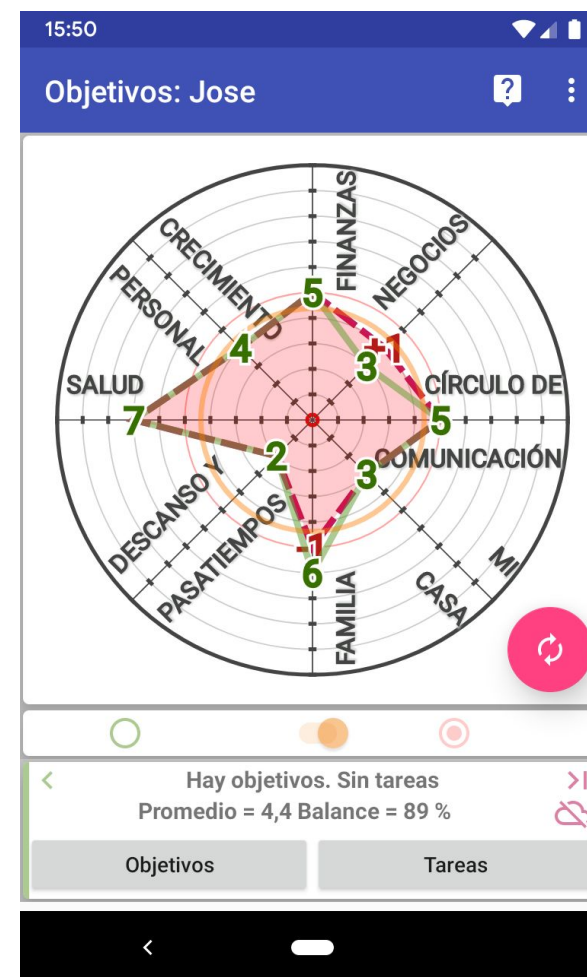 15:50
Objetivos: Jose
?
FINANZAS
NEGOCIOS
CRECIMIENTO
PERSONAL
5
+1
4
3
SALUD
CÍRCULO DE
7
5
COMUNICACIÓN
2
3
DESCANSO Y
PASATIEMPOS
-1
6
FAMILIA
MI
CASA
Hay objetivos. Sin tareas
Promedio = 4,4 Balance = 89 %
Objetivos
Tareas